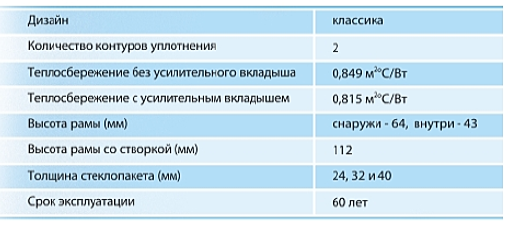 Дизайн классика
Количество контуров уплотнения 2
Теплосбережение без усилительного вкладыша 0,849 м²°С/Вт
Теплосбережение с усилительным вкладышем 0,815 м²°С/Вт
Высота рамы (мм) снаружи - 64, внутри - 43
Высота рамы со створкой (мм) 112
Толщина стеклопакета (мм) 24, 32 и 40
Срок эксплуатации 60 лет